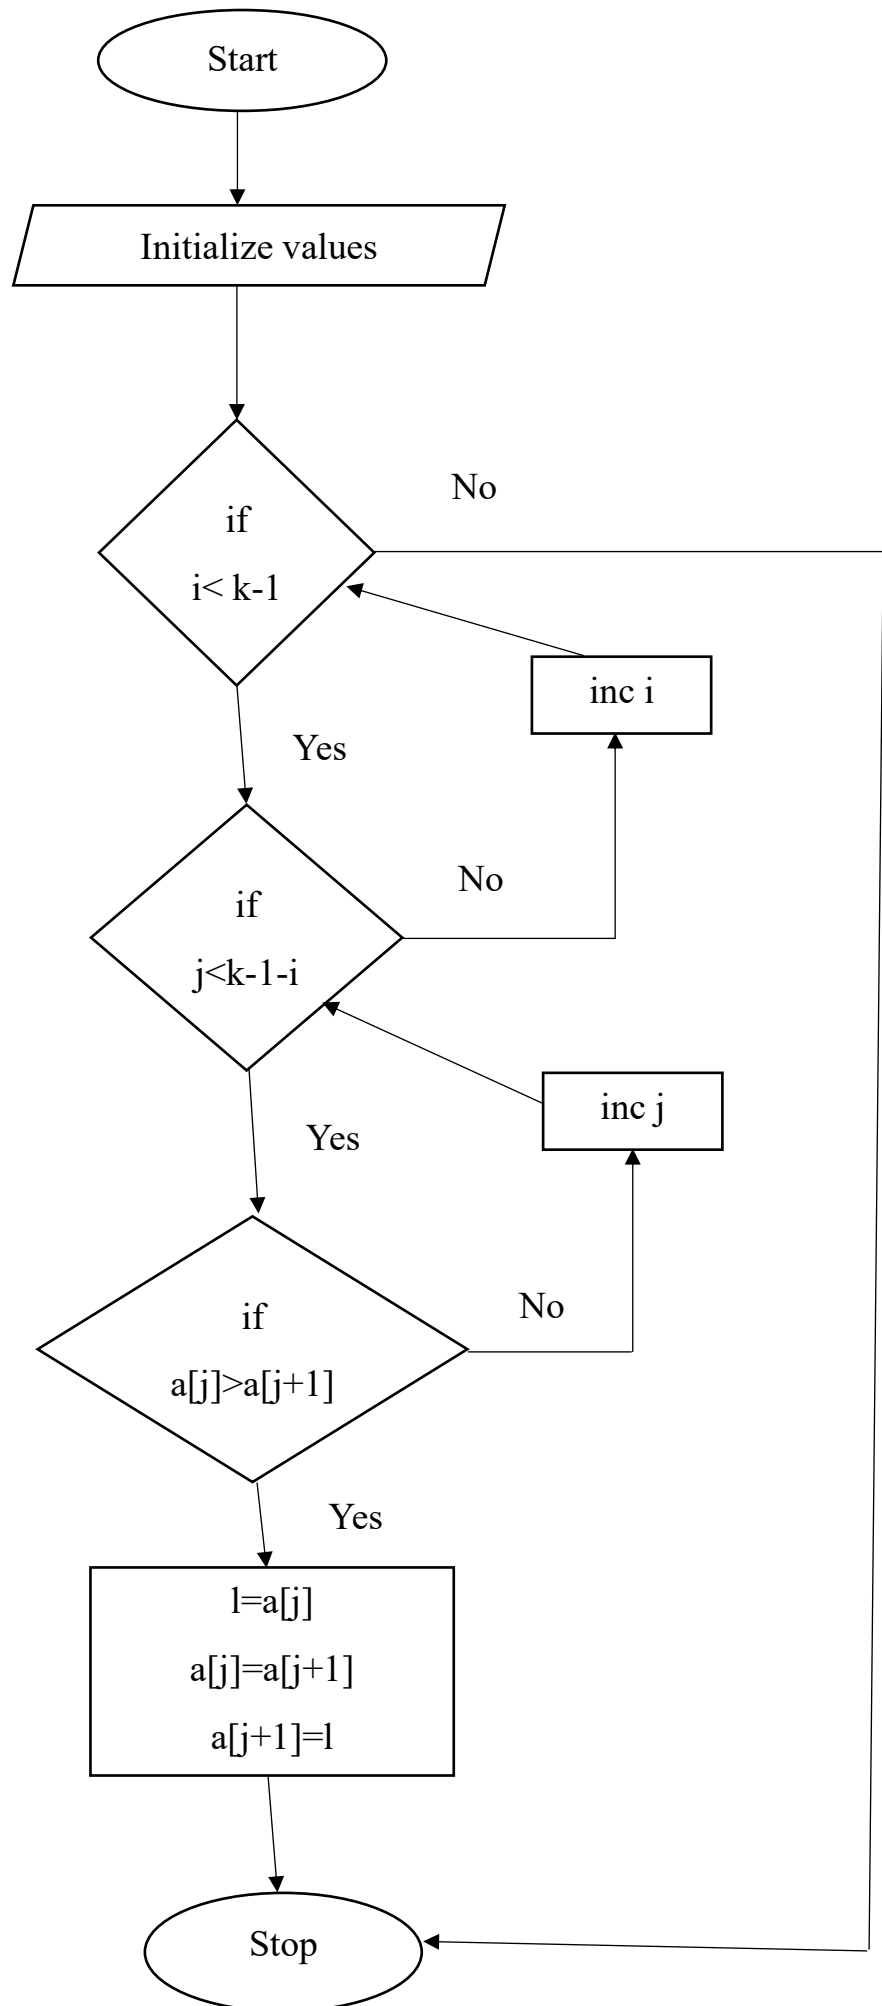 Start
Initialize values
No
if
i< k-1
inc i
Yes
No
if
j<k-1-i
inc j
Yes
No
if
a[j]>a[j+1]
Yes
l=a[j]
a[j]=a[j+1]
a[j+1]=l
Stop